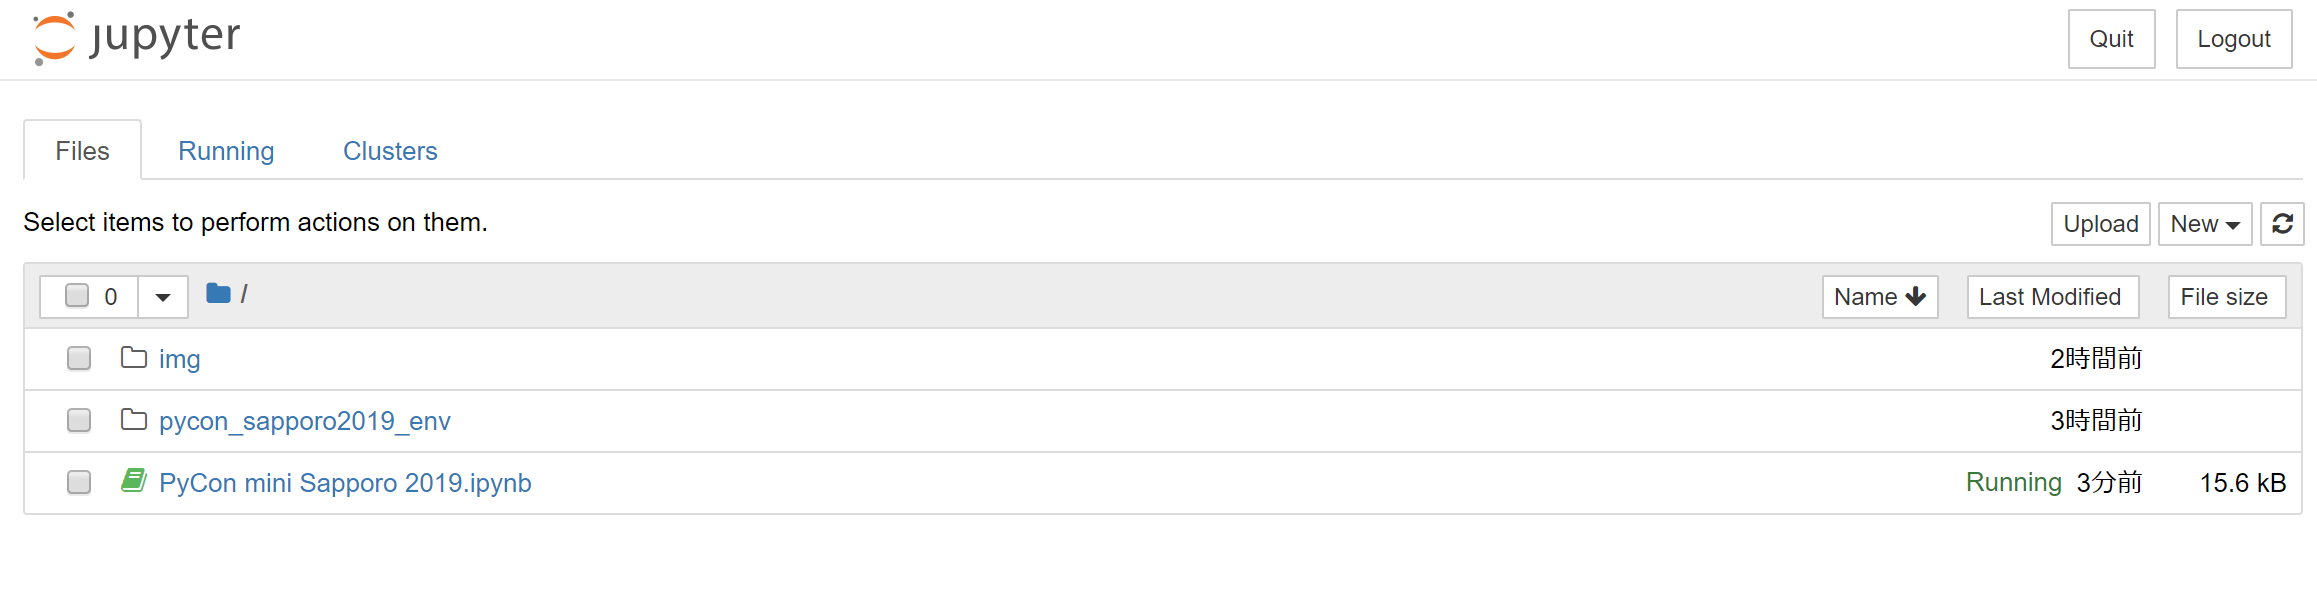 jupyter Quit Logout
Files Running Clusters
Select items to perform actions on them. Upload New
0 / Name Last Modified File size
img 2時間前
pycon_sapporo2019_env 3時間前
PyCon mini Sapporo 2019.ipynb Running 3分前 15.6 kB